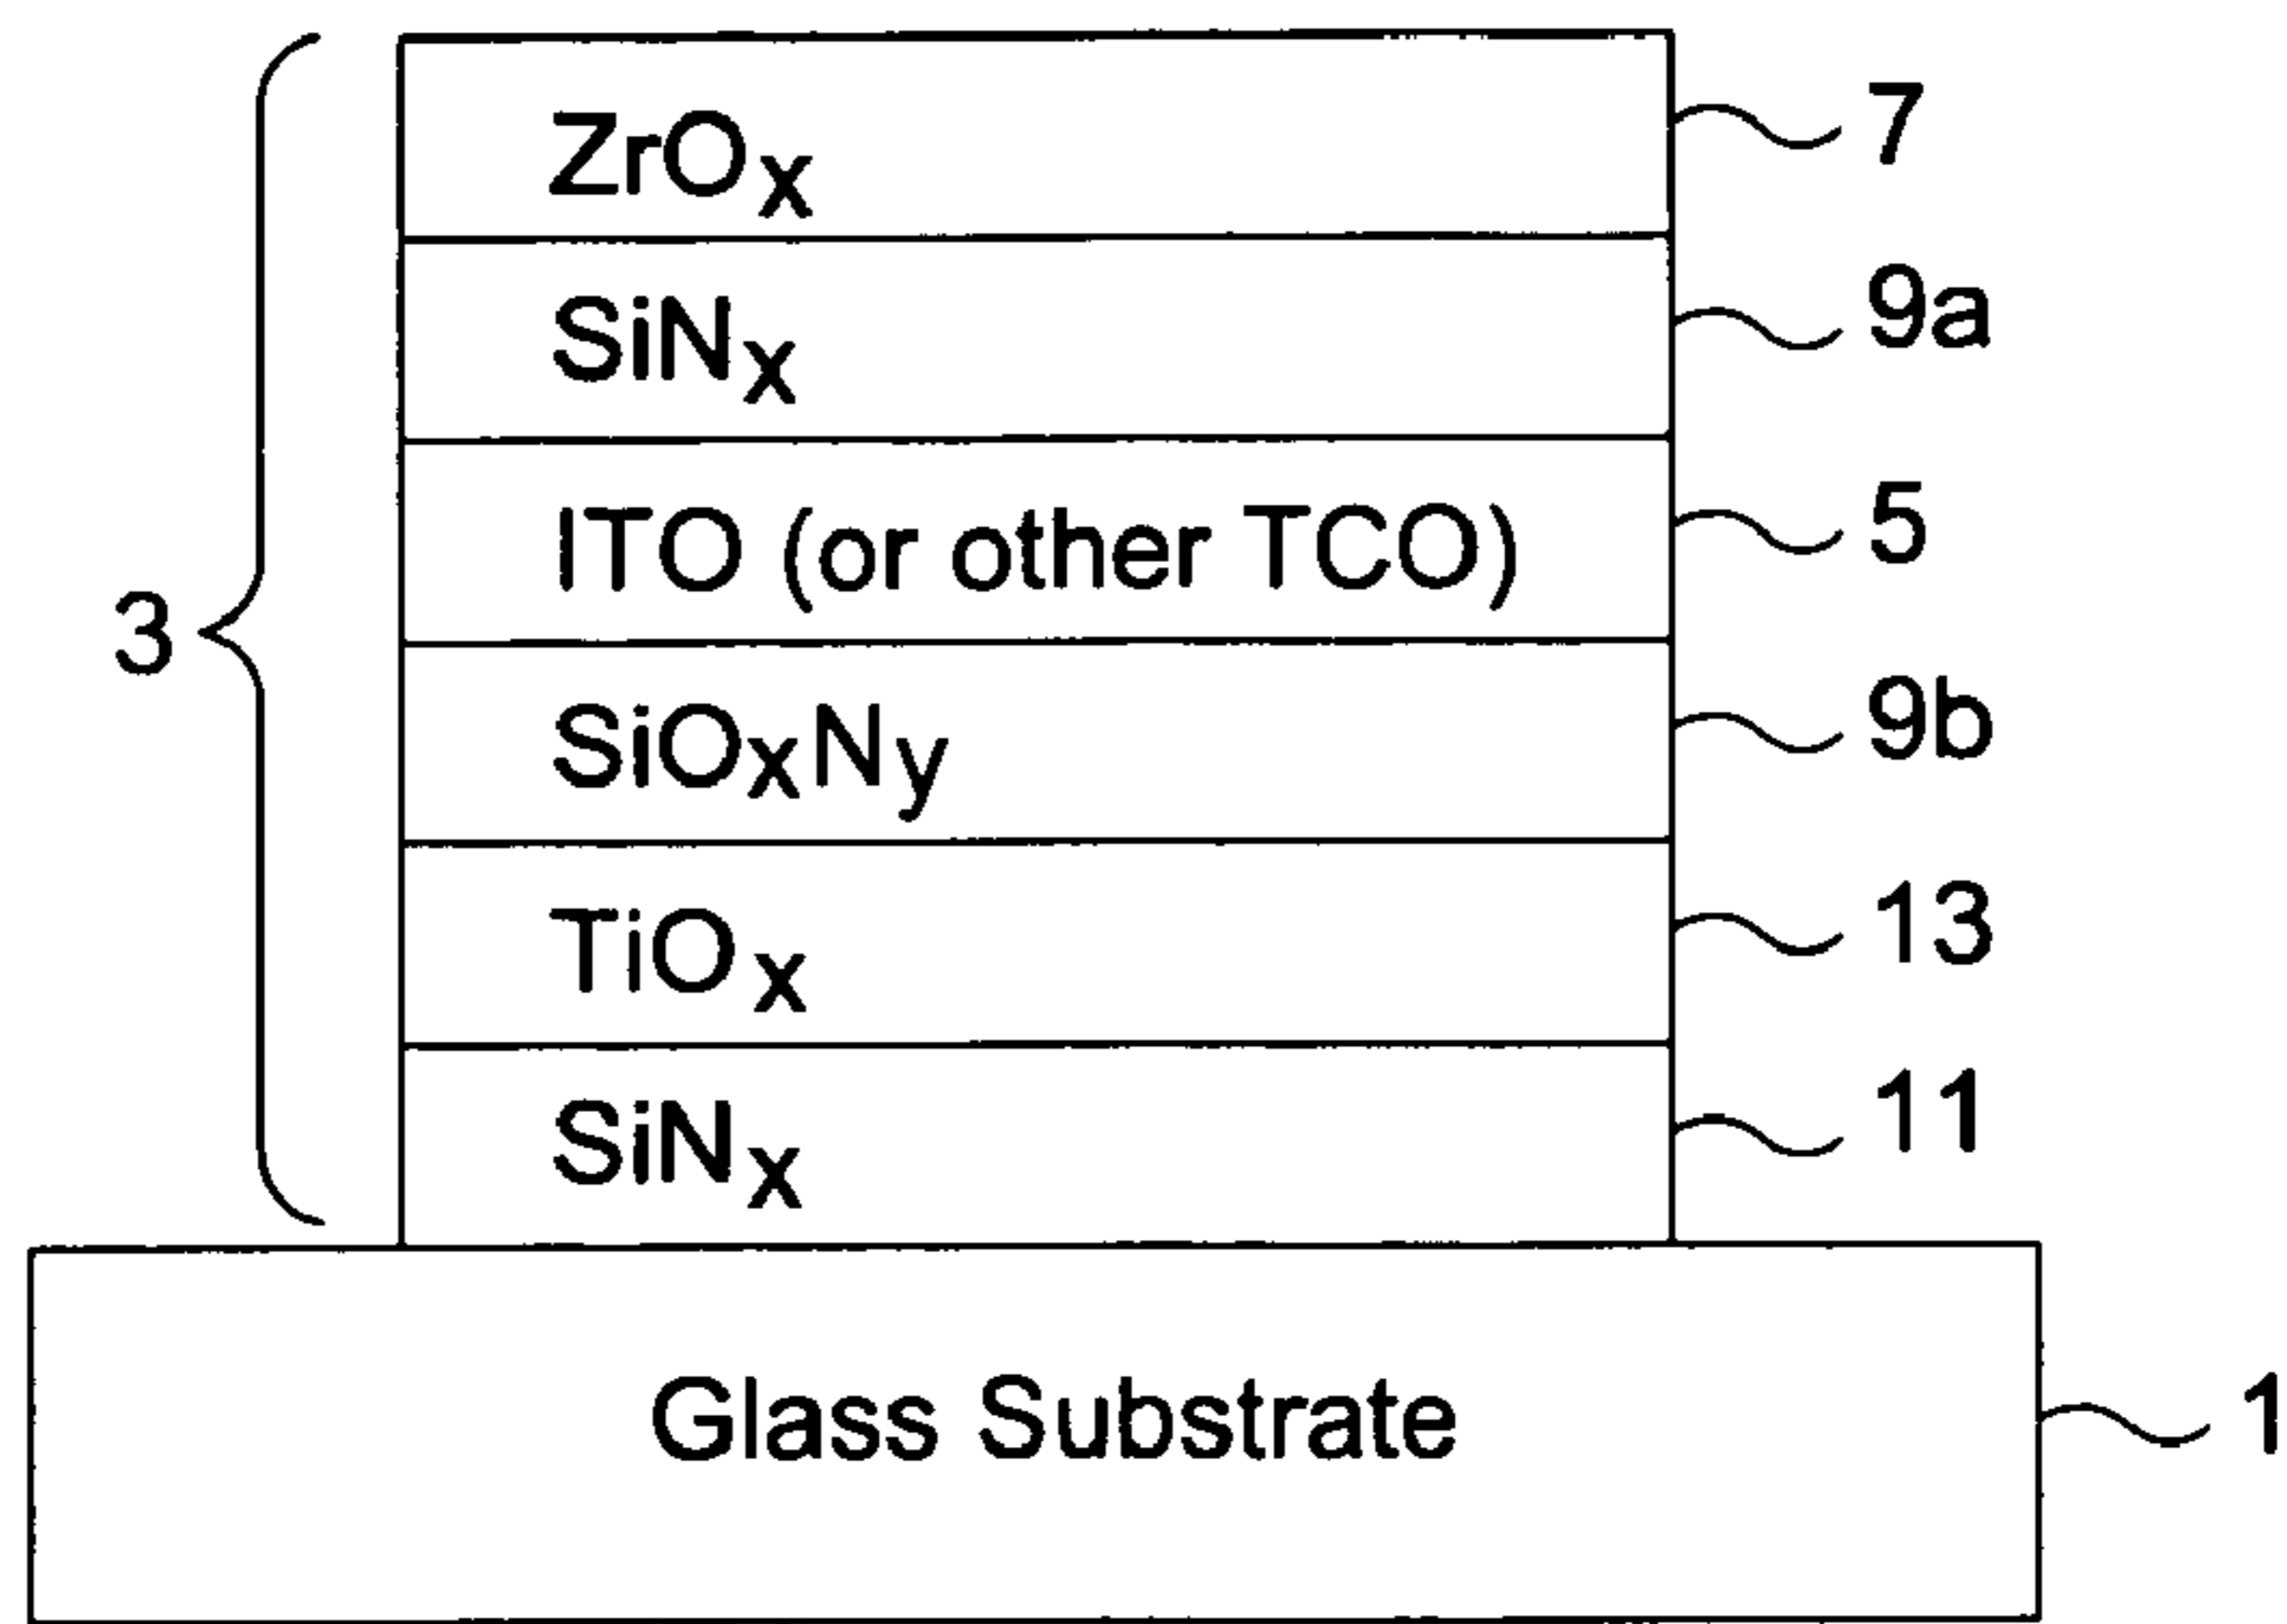 ZrOx 7
SiNx 9a
ITO (or other TCO) 5
3
SiOxNy 9b
TiOx 13
SiNx 11
Glass Substrate 1